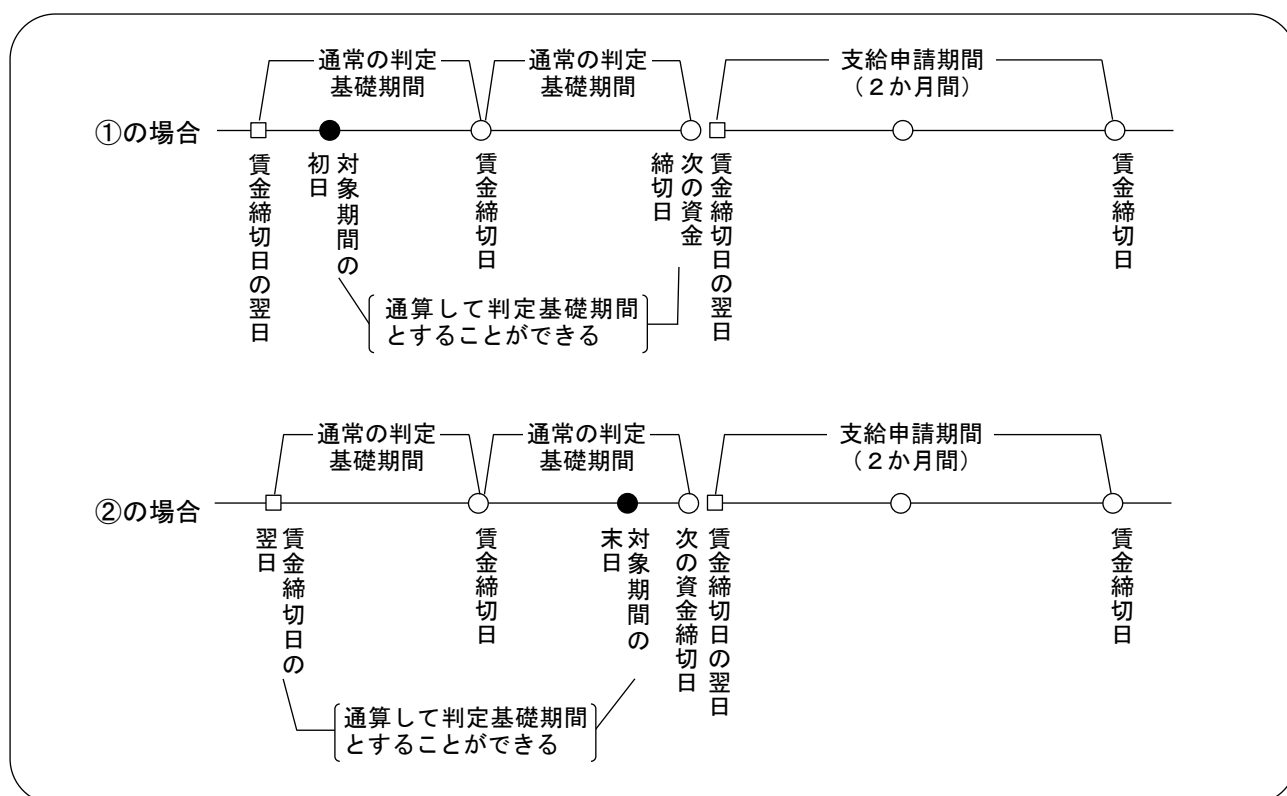 通常の判定
基礎期間
通常の判定
基礎期間
支給申請期間
（２か月間）
①の場合
賃金締切日の翌日
対象期間の
初日
賃金締切日
次の資金
締切日
賃金締切日の翌日
賃金締切日
通算して判定基礎期間
とすることができる
通常の判定
基礎期間
通常の判定
基礎期間
支給申請期間
（２か月間）
②の場合
賃金締切日の
翌日
賃金締切日
対象期間の
末日
次の資金締切日
賃金締切日の翌日
賃金締切日
通算して判定基礎期間
とすることができる